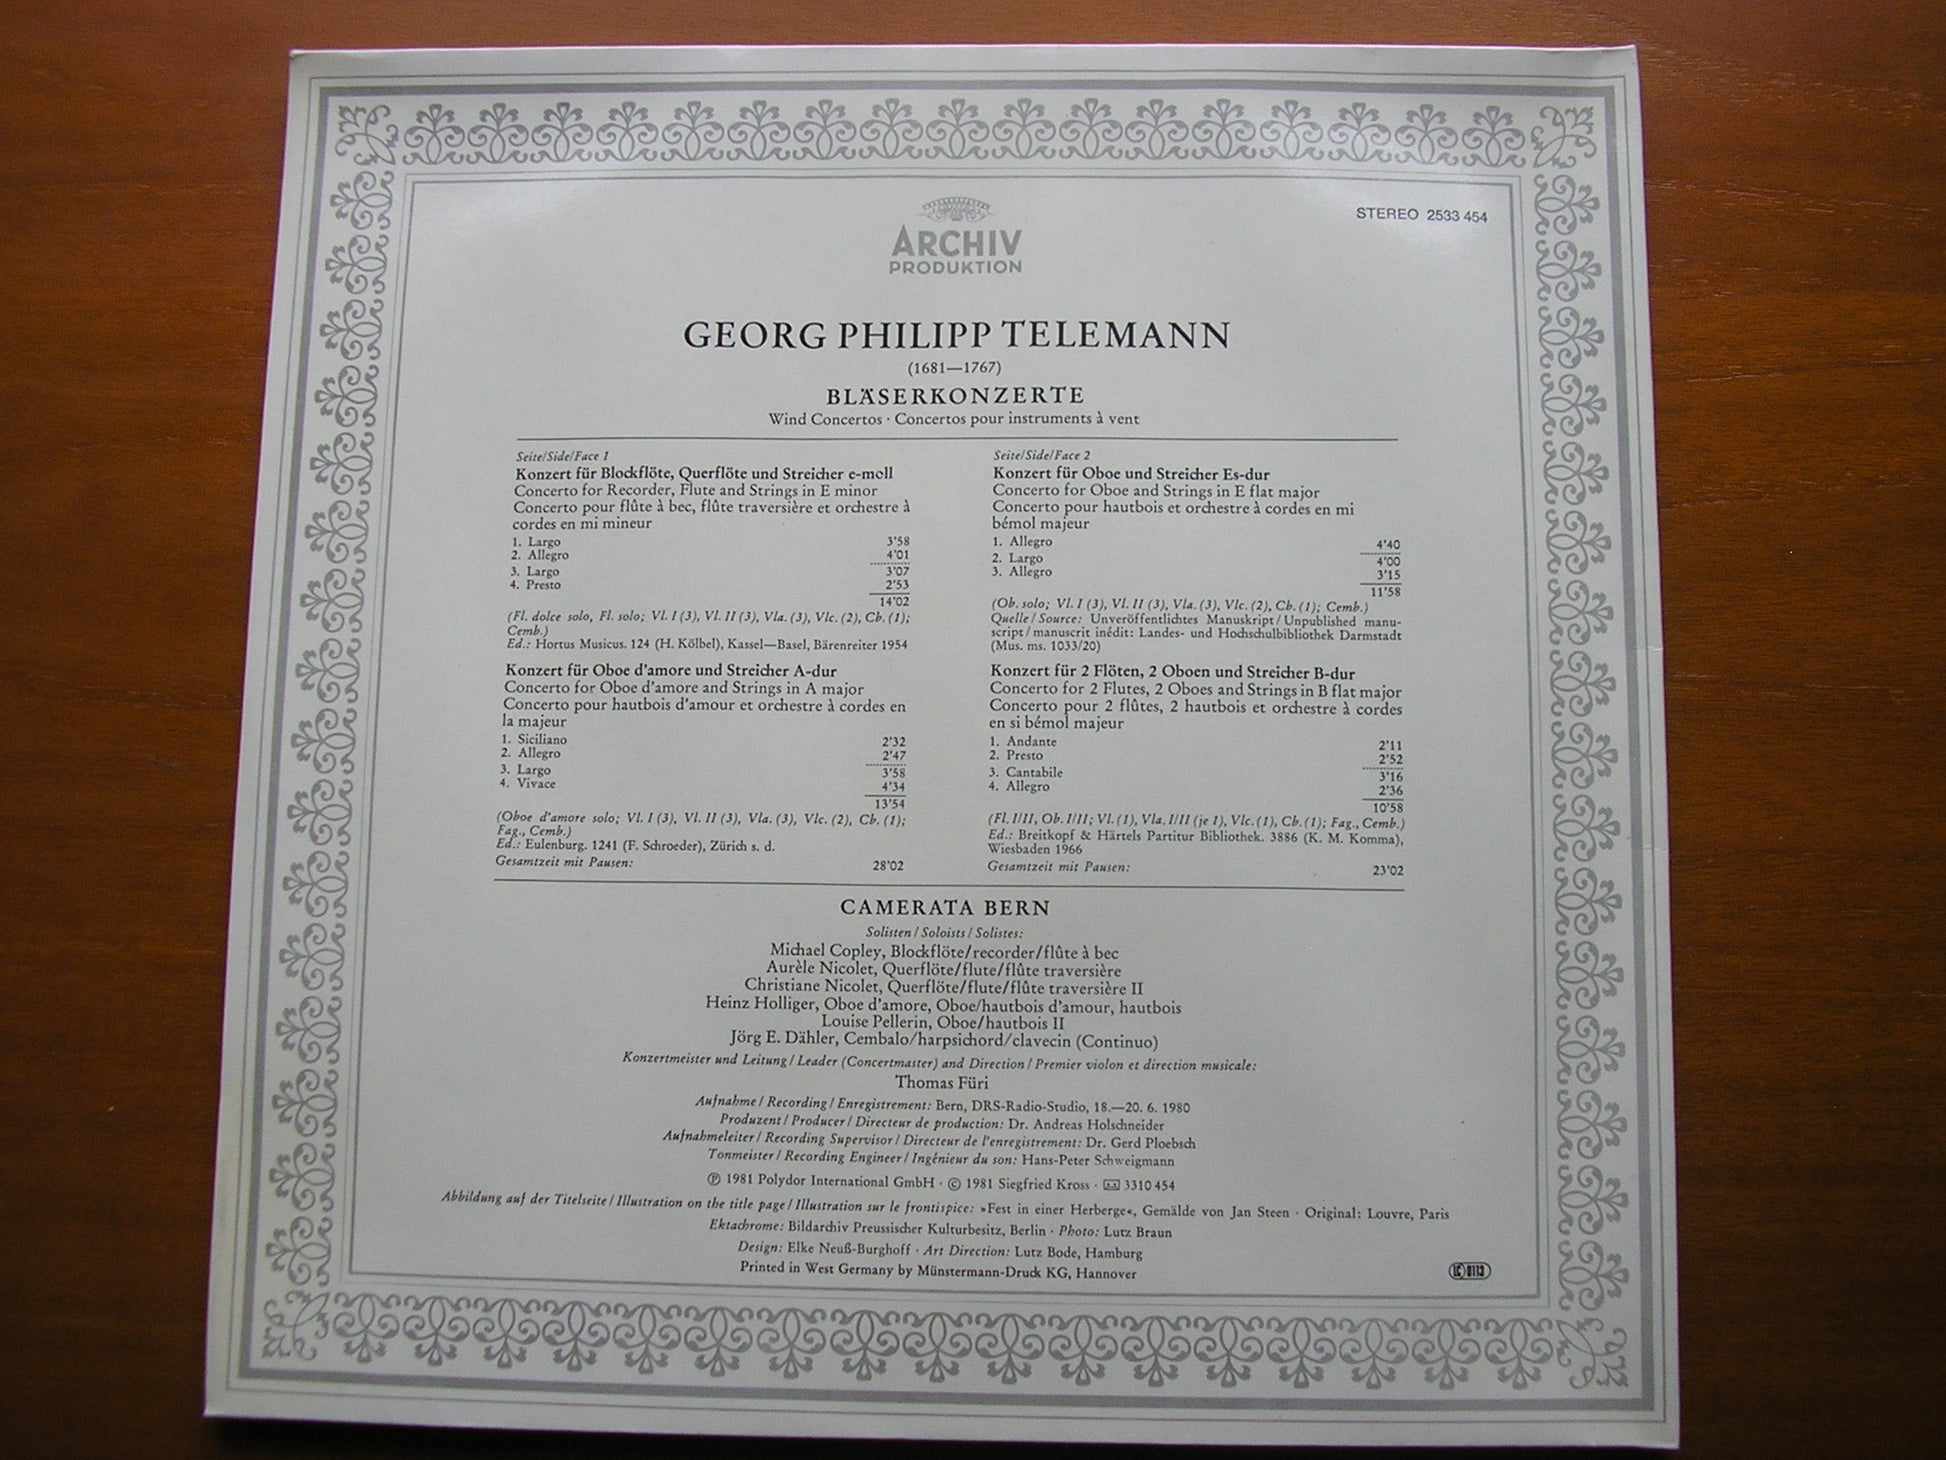 STEREO 2533 454
ARCHIV
PRODUKTION
GEORG PHILIPP TELEMANN
(1681—1767)
BLÄSERKONZERTE
Wind Concertos · Concertos pour instruments à vent
Seite/Side/Face 1
Konzert für Blockflöte, Querflöte und Streicher e-moll
Concerto for Recorder, Flute and Strings in E minor
Concerto pour flûte à bec, flûte traversière et orchestre à
cordes en mi mineur
1. Largo 3'58
2. Allegro 4'01
3. Largo 3'07
4. Presto 2'53
14'02
(Fl. dolce solo, Fl. solo; Vl. I (3), Vl. II (3), Vla. (3), Vlc. (2), Cb. (1);
Cemb.)
Ed.: Hortus Musicus. 124 (H. Kölbel), Kassel—Basel, Bärenreiter 1954
Konzert für Oboe d'amore und Streicher A-dur
Concerto for Oboe d'amore and Strings in A major
Concerto pour hautbois d'amour et orchestre à cordes en
la majeur
1. Siciliano 2'32
2. Allegro 2'47
3. Largo 3'58
4. Vivace 4'34
13'54
(Oboe d'amore solo; Vl. I (3), Vl. II (3), Vla. (3), Vlc. (2), Cb. (1);
Fag., Cemb.)
Ed.: Eulenburg. 1241 (F. Schroeder), Zürich s. d.
Gesamtzeit mit Pausen: 28'02
Seite/Side/Face 2
Konzert für Oboe und Streicher Es-dur
Concerto for Oboe and Strings in E flat major
Concerto pour hautbois et orchestre à cordes en mi
bémol majeur
1. Allegro 4'40
2. Largo 4'00
3. Allegro 3'15
11'58
(Ob. solo; Vl. I (3), Vl. II (3), Vla. (3), Vlc. (2), Cb. (1); Cemb.)
Quelle/Source: Unveröffentlichtes Manuskript/Unpublished manu-
script/manuscrit inédit: Landes- und Hochschulbibliothek Darmstadt
(Mus. ms. 1033/20)
Konzert für 2 Flöten, 2 Oboen und Streicher B-dur
Concerto for 2 Flutes, 2 Oboes and Strings in B flat major
Concerto pour 2 flûtes, 2 hautbois et orchestre à cordes
en si bémol majeur
1. Andante 2'11
2. Presto 2'52
3. Cantabile 3'16
4. Allegro 2'36
10'58
(Fl. I/II, Ob. I/II; Vl. (1), Vla. I/II (je 1), Vlc. (1), Cb. (1); Fag., Cemb.)
Ed.: Breitkopf & Härtels Partitur Bibliothek. 3886 (K. M. Komma),
Wiesbaden 1966
Gesamtzeit mit Pausen: 23'02
CAMERATA BERN
Solisten/Soloists/Solistes:
Michael Copley, Blockflöte/recorder/flûte à bec
Aurèle Nicolet, Querflöte/flute/flûte traversière
Christiane Nicolet, Querflöte/flute/flûte traversière II
Heinz Holliger, Oboe d'amore, Oboe/hautbois d'amour, hautbois
Louise Pellerin, Oboe/hautbois II
Jörg E. Dähler, Cembalo/harpsichord/clavecin (Continuo)
Konzertmeister und Leitung/Leader (Concertmaster) and Direction/Premier violon et direction musicale:
Thomas Füri
Aufnahme/Recording/Enregistrement: Bern, DRS-Radio-Studio, 18.—20. 6. 1980
Produzent/Producer/Directeur de production: Dr. Andreas Holschneider
Aufnahmeleiter/Recording Supervisor/Directeur de l'enregistrement: Dr. Gerd Ploebsch
Tonmeister/Recording Engineer/Ingénieur du son: Hans-Peter Schweigmann
℗ 1981 Polydor International GmbH · © 1981 Siegfried Kross · 3310 454
Abbildung auf der Titelseite/Illustration on the title page/Illustration sur le frontispice: »Fest in einer Herberge«, Gemälde von Jan Steen · Original: Louvre, Paris
Ektachrome: Bildarchiv Preussischer Kulturbesitz, Berlin · Photo: Lutz Braun
Design: Elke Neuß-Burghoff · Art Direction: Lutz Bode, Hamburg
Printed in West Germany by Münstermann-Druck KG, Hannover
LC 0113